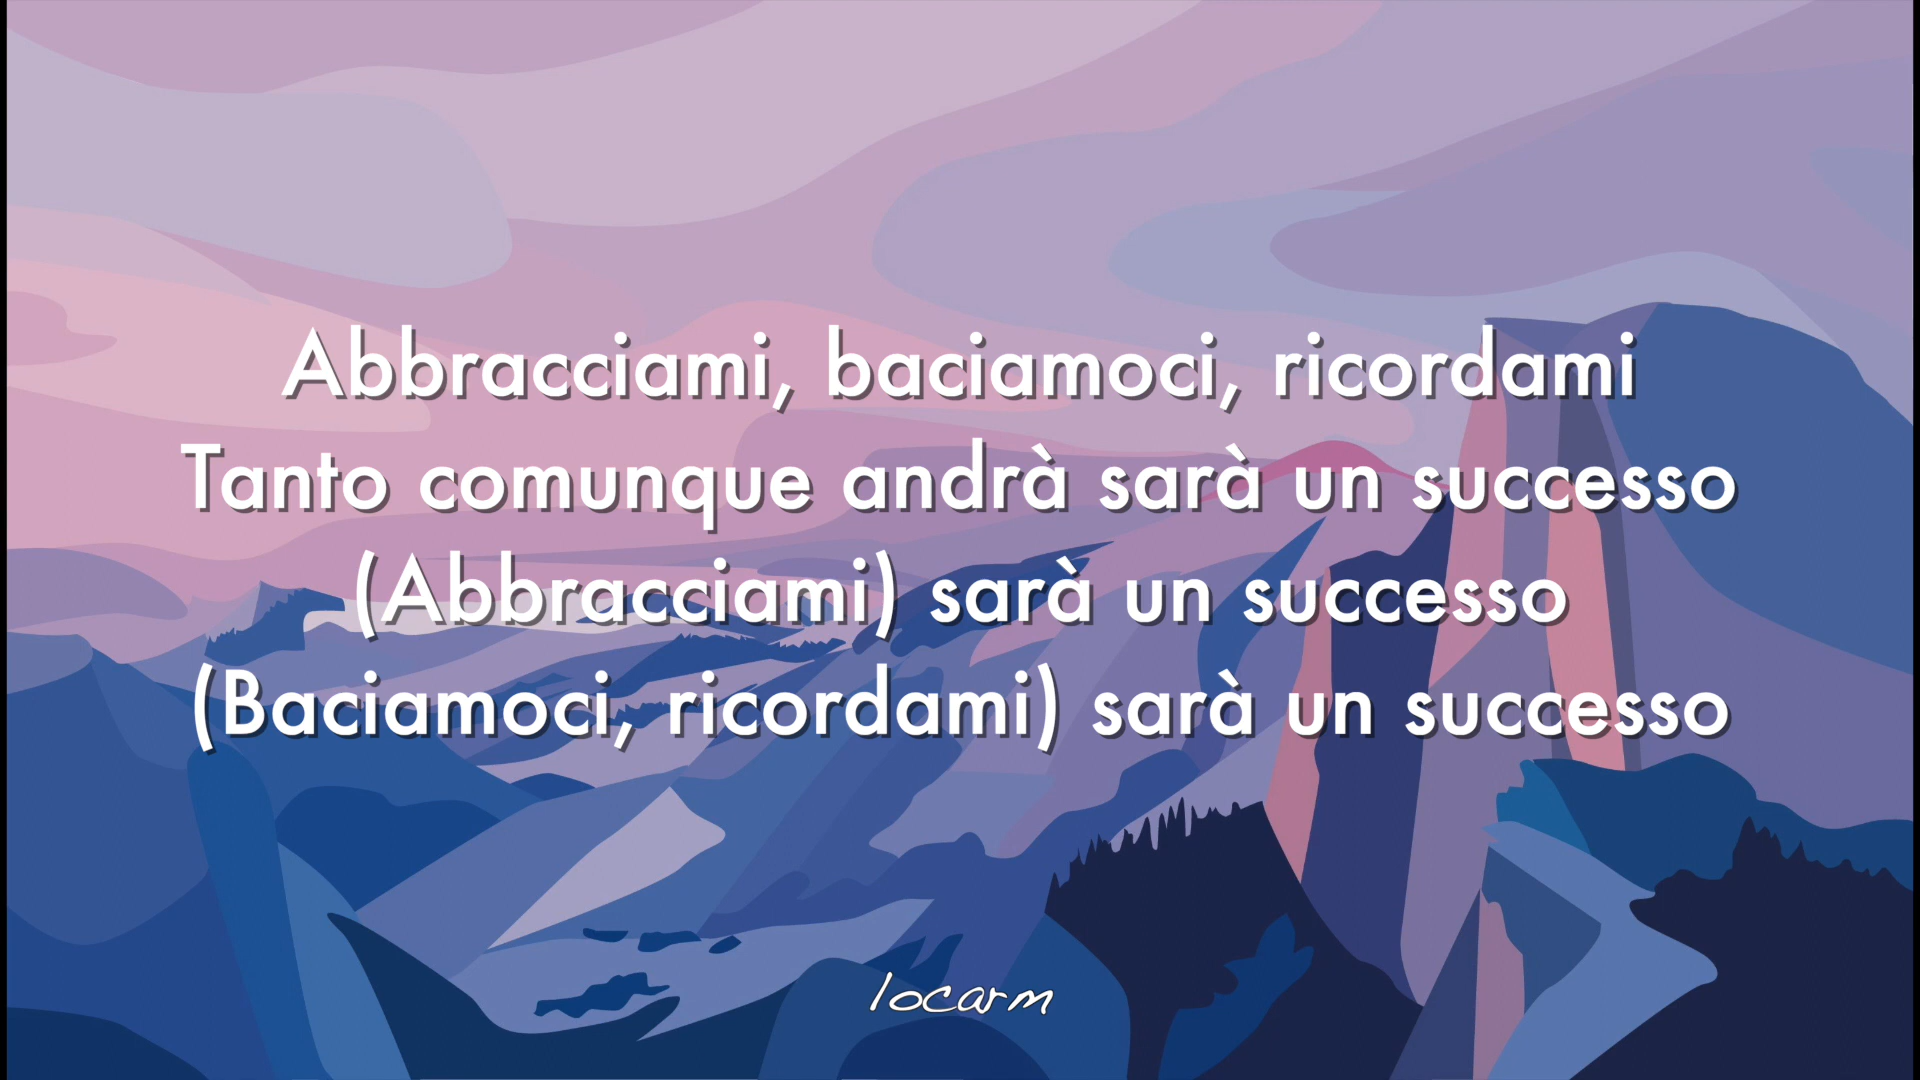 Abbracciami, baciamoci, ricordami
Tanto comunque andrà sarà un successo
(Abbracciami) sarà un successo
(Baciamoci, ricordami) sarà un successo
locarm